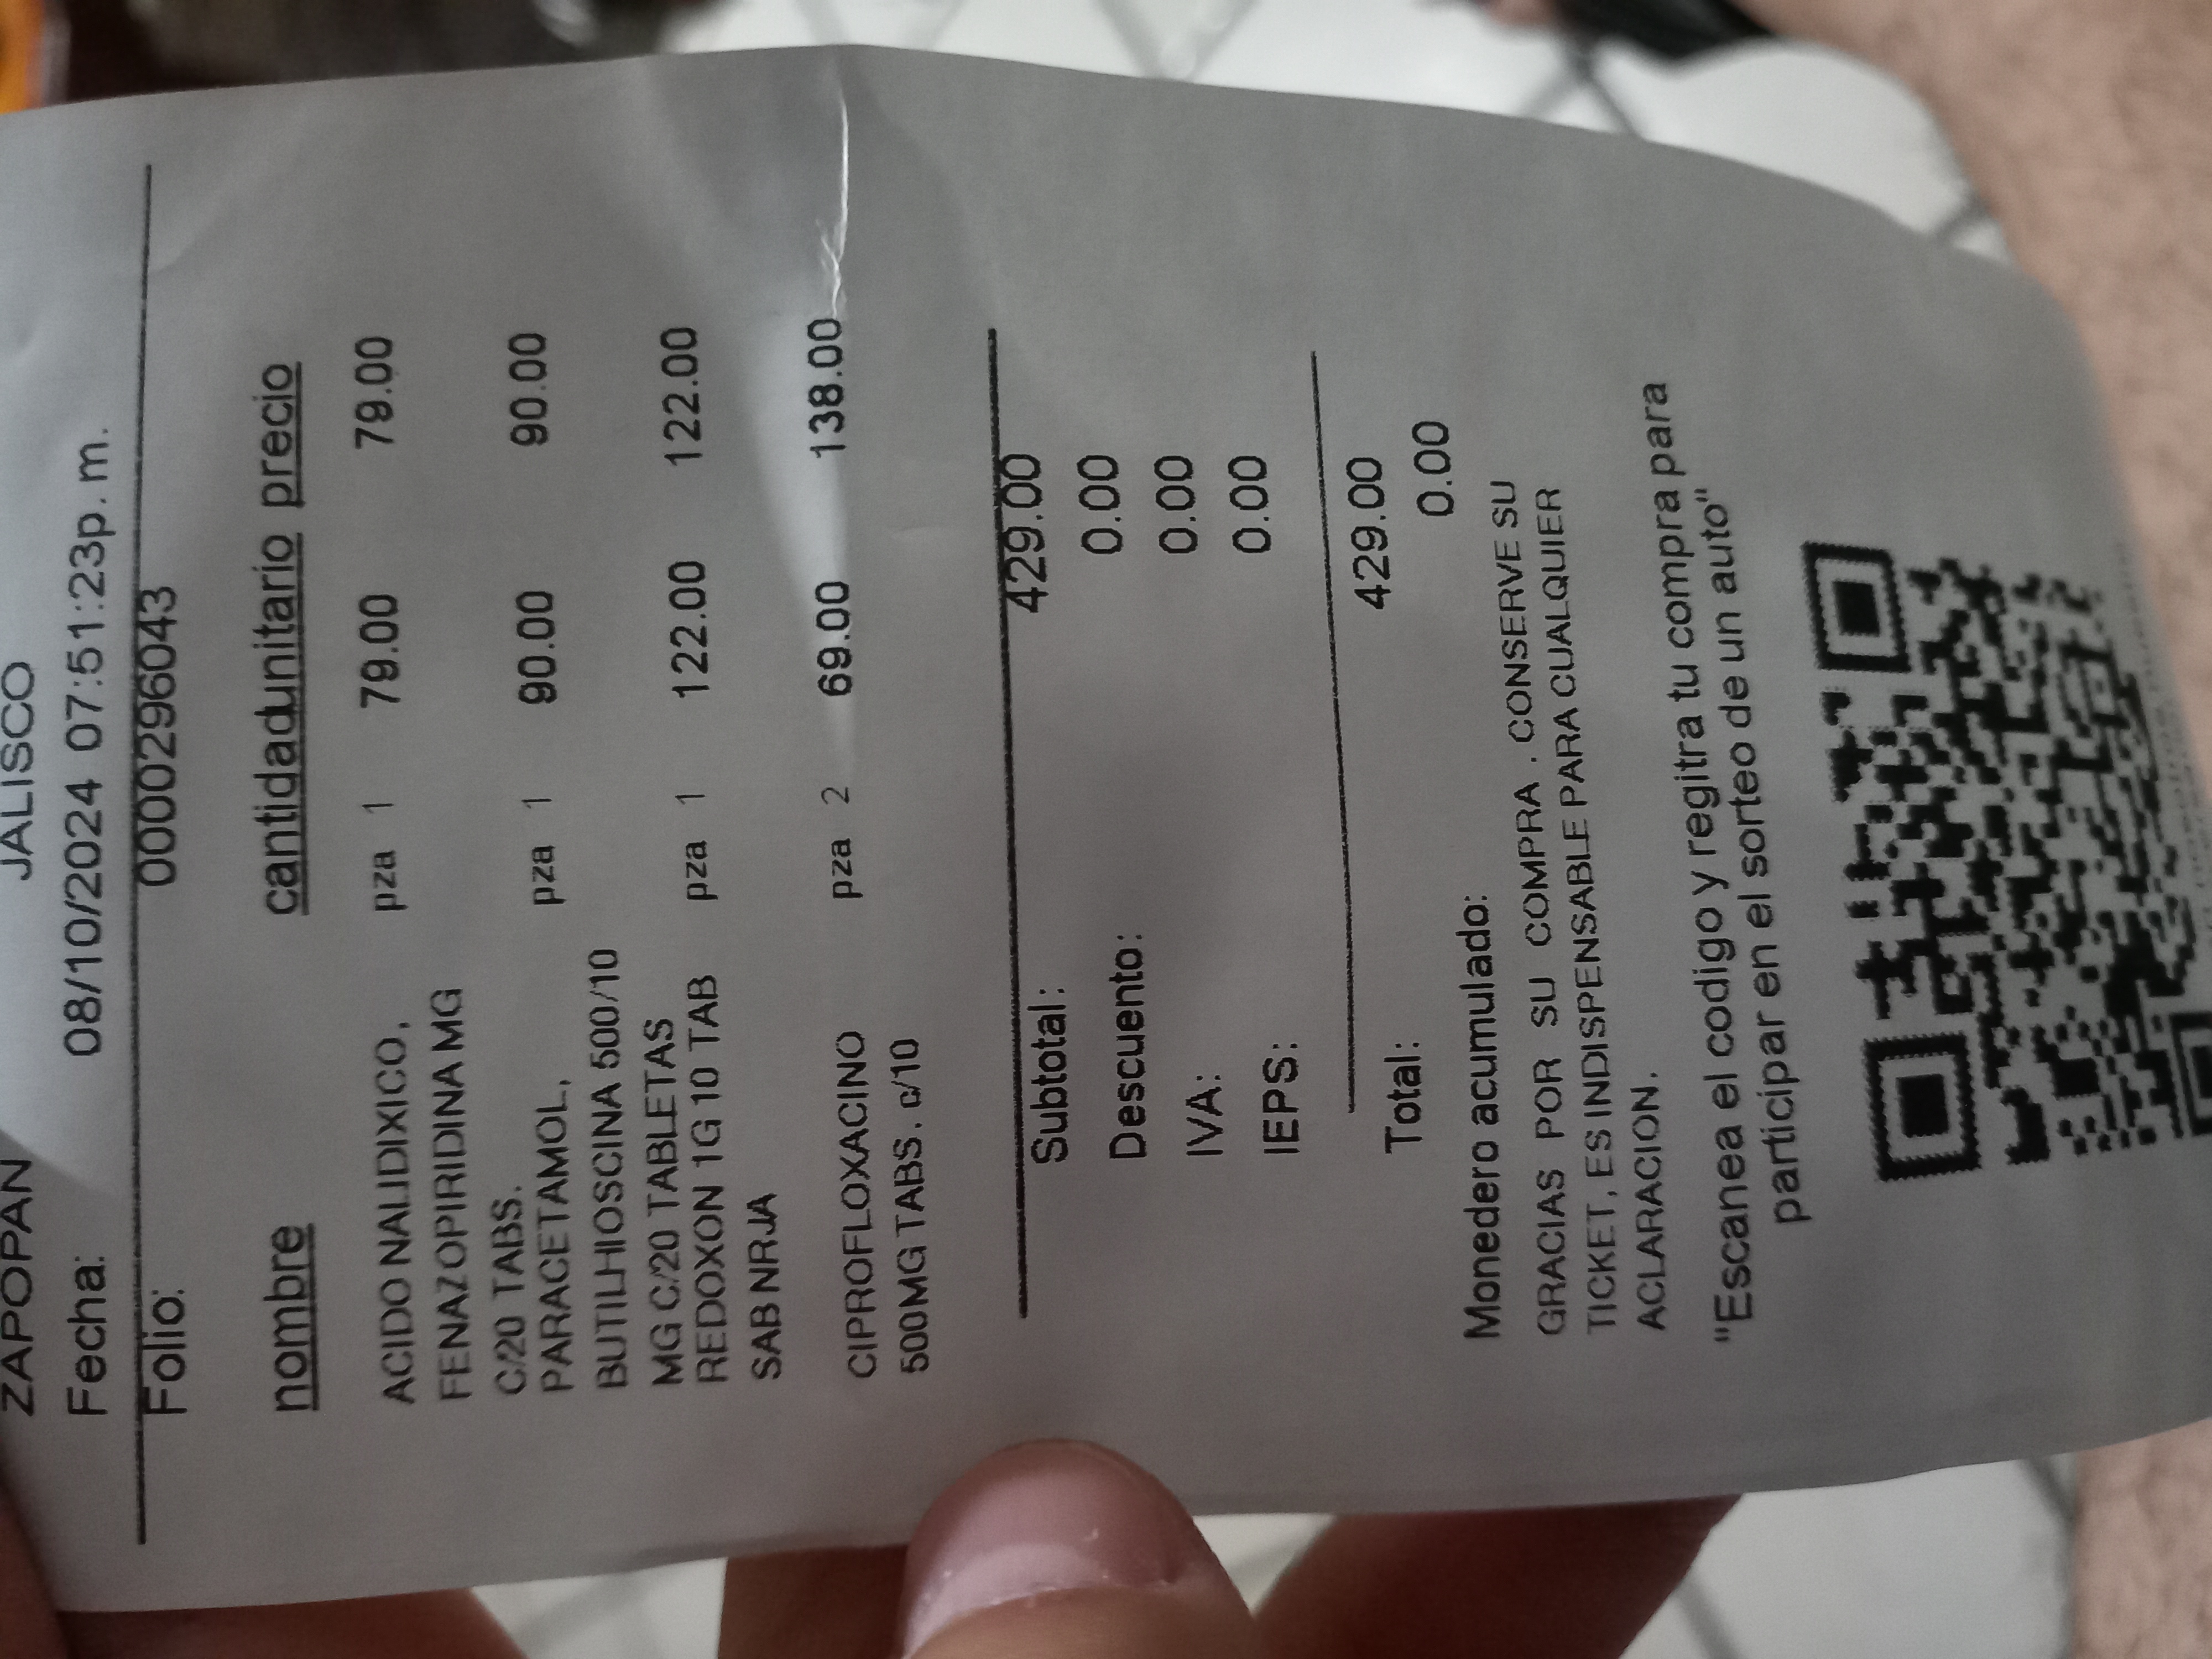 ZAPOPAN JALISCO
Fecha: 08/10/2024 07:51:23p.m.
Folio: 0000296043
nombre cantidadunitario precio
ACIDO NALIDIXICO, pza 1 79.00 79.00
FENAZOPIRIDINA MG
C/20 TABS.
PARACETAMOL, pza 1 90.00 90.00
BUTILHIOSCINA 500/10
MG C/20 TABLETAS
REDOXON 1G 10 TAB pza 1 122.00 122.00
SAB NRJA
CIPROFLOXACINO pza 2 69.00 138.00
500MG TABS. c/10
Subtotal: 429.00
Descuento: 0.00
IVA: 0.00
IEPS: 0.00
Total: 429.00
0.00
Monedero acumulado:
GRACIAS POR SU COMPRA . CONSERVE SU
TICKET, ES INDISPENSABLE PARA CUALQUIER
ACLARACION.
"Escanea el codigo y regitra tu compra para
participar en el sorteo de un auto"